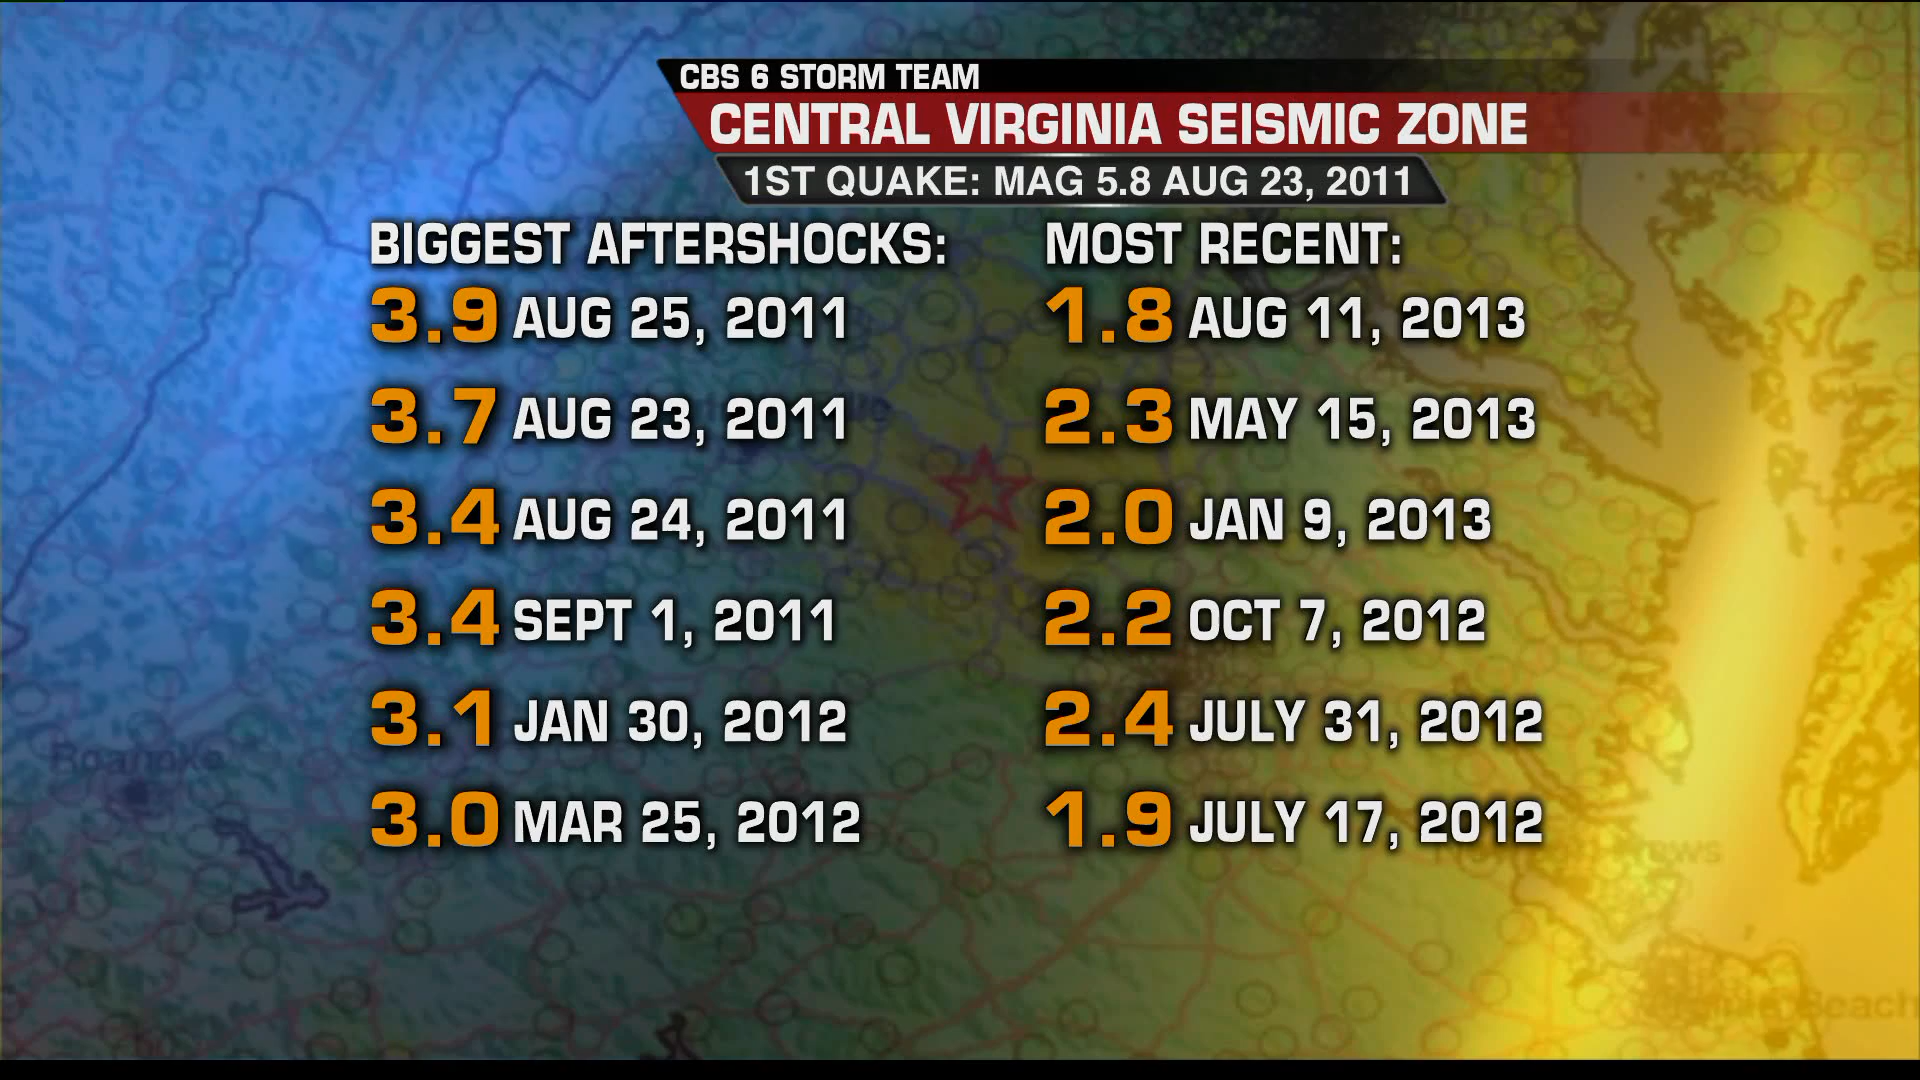 CBS 6 STORM TEAM
CENTRAL VIRGINIA SEISMIC ZONE
1ST QUAKE: MAG 5.8 AUG 23, 2011
BIGGEST AFTERSHOCKS:
3.9 AUG 25, 2011
3.7 AUG 23, 2011
3.4 AUG 24, 2011
3.4 SEPT 1, 2011
3.1 JAN 30, 2012
3.0 MAR 25, 2012
MOST RECENT:
1.8 AUG 11, 2013
2.3 MAY 15, 2013
2.0 JAN 9, 2013
2.2 OCT 7, 2012
2.4 JULY 31, 2012
1.9 JULY 17, 2012
Roanoke
Beach